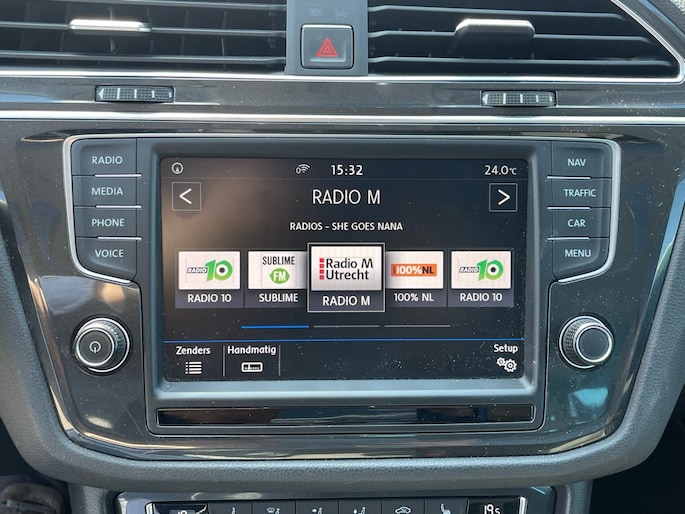 RADIO
MEDIA
PHONE
VOICE
15:32
24.0°C
RADIO M
RADIOS - SHE GOES NANA
RADIO 10
RADIO 10
SUBLIME
FM
SUBLIME
Radio M
Utrecht
RADIO M
100%NL
100% NL
RADIO 10
RADIO 10
Zenders
Handmatig
Setup
NAV
TRAFFIC
CAR
MENU
19.5